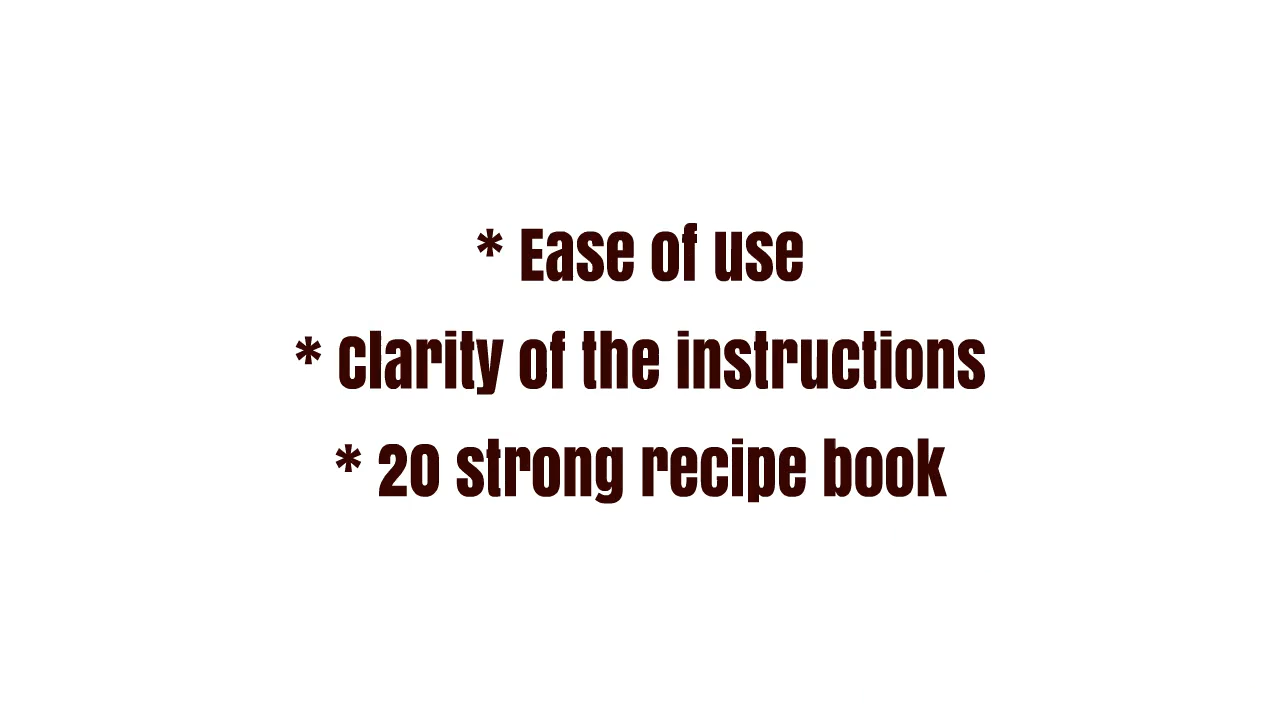 * Ease of use
* Clarity of the instructions
* 20 strong recipe book